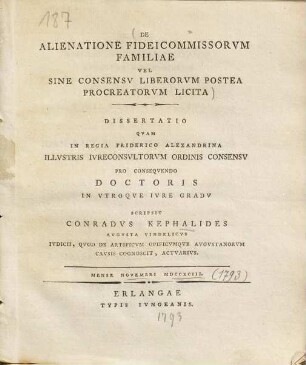 187
(DE
ALIENATIONE FIDEICOMMISSORVM
FAMILIAE
VEL
SINE CONSENSV LIBERORVM POSTEA
PROCREATORVM LICITA)
DISSERTATIO
QVAM
IN REGIA FRIDERICO ALEXANDRINA
ILLVSTRIS IVRECONSVLTORVM ORDINIS CONSENSV
PRO CONSEQVENDO
DOCTORIS
IN VTROQVE IVRE GRADV
SCRIPSIT
CONRADVS KEPHALIDES
AVGVSTA VINDELICVS
IVDICII, QVOD DE ARTIFICVM OPIFICVMQVE AVGVSTANORVM
CAVSIS COGNOSCIT, ACTVARIVS.
MENSE NOVEMBRI MDCCXCIII. (1793)
ERLANGAE
TYPIS IVNGEANIS.
1793